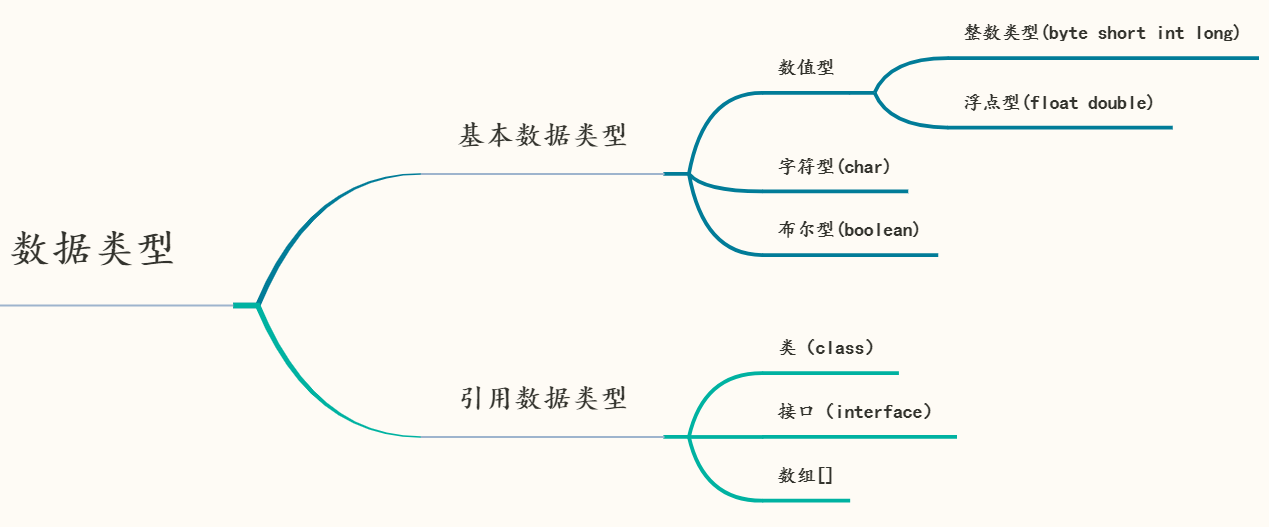 数据类型
基本数据类型
数值型
整数类型(byte short int long)
浮点型(float double)
字符型(char)
布尔型(boolean)
引用数据类型
类（class）
接口（interface）
数组[]